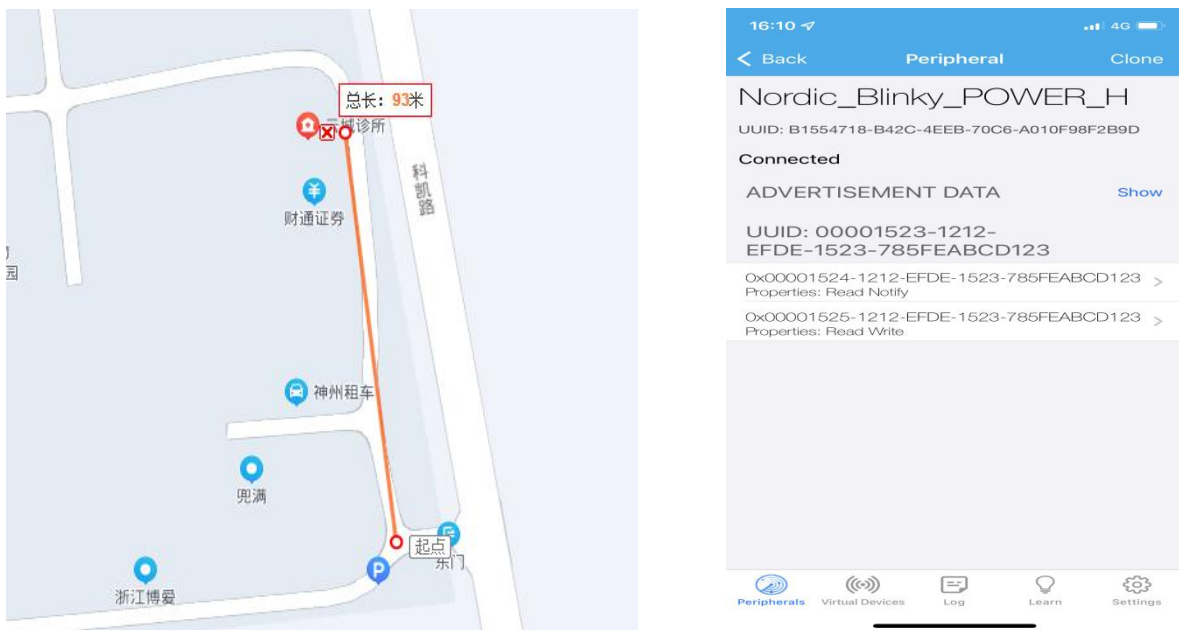 总长：93米
云城诊所
科凯路
财通证券
园
神州租车
兜满
起点
东门
P
浙江博爱
16:10
4G
Back
Peripheral
Clone
Nordic_Blinky_POWER_H
UUID: B1554718-B42C-4EEB-70C6-A010F98F2B9D
Connected
ADVERTISEMENT DATA
Show
UUID: 00001523-1212-
EFDE-1523-785FEABCD123
0x00001524-1212-EFDE-1523-785FEABCD123
Properties: Read Notify
0x00001525-1212-EFDE-1523-785FEABCD123
Properties: Read Write
Peripherals
Virtual Devices
Log
Learn
Settings